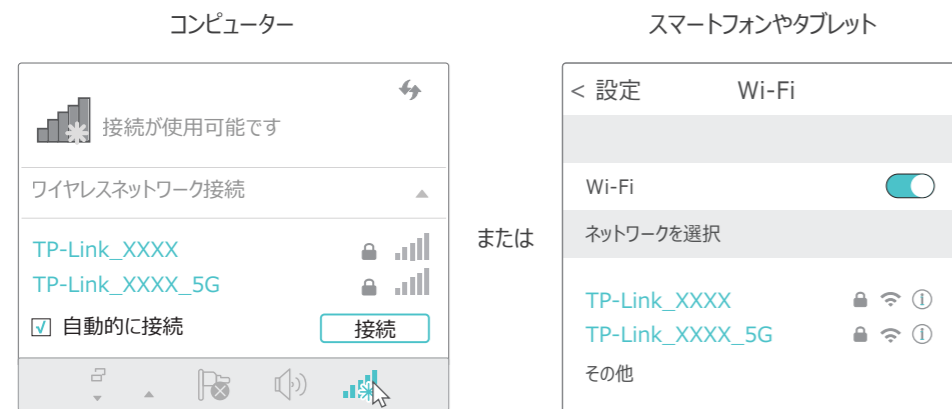 コンピューター
接続が使用可能です
ワイヤレスネットワーク接続
TP-Link_XXXX
TP-Link_XXXX_5G
自動的に接続
接続
または
スマートフォンやタブレット
< 設定 Wi-Fi
Wi-Fi
ネットワークを選択
TP-Link_XXXX
TP-Link_XXXX_5G
その他